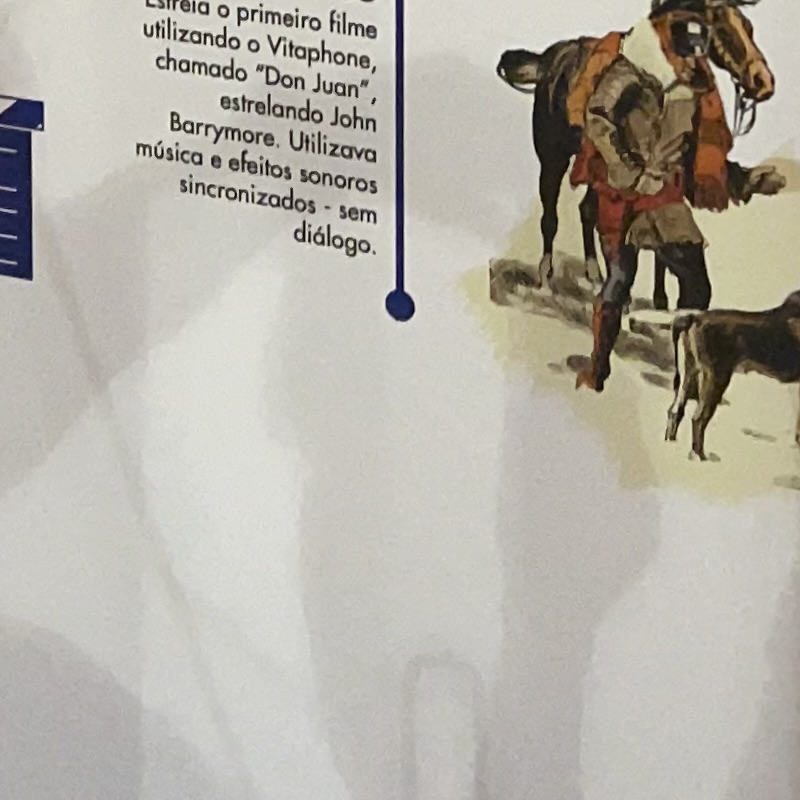 Estreia o primeiro filme
utilizando o Vitaphone,
chamado “Don Juan”,
estrelando John
Barrymore. Utilizava
música e efeitos sonoros
sincronizados - sem
diálogo.